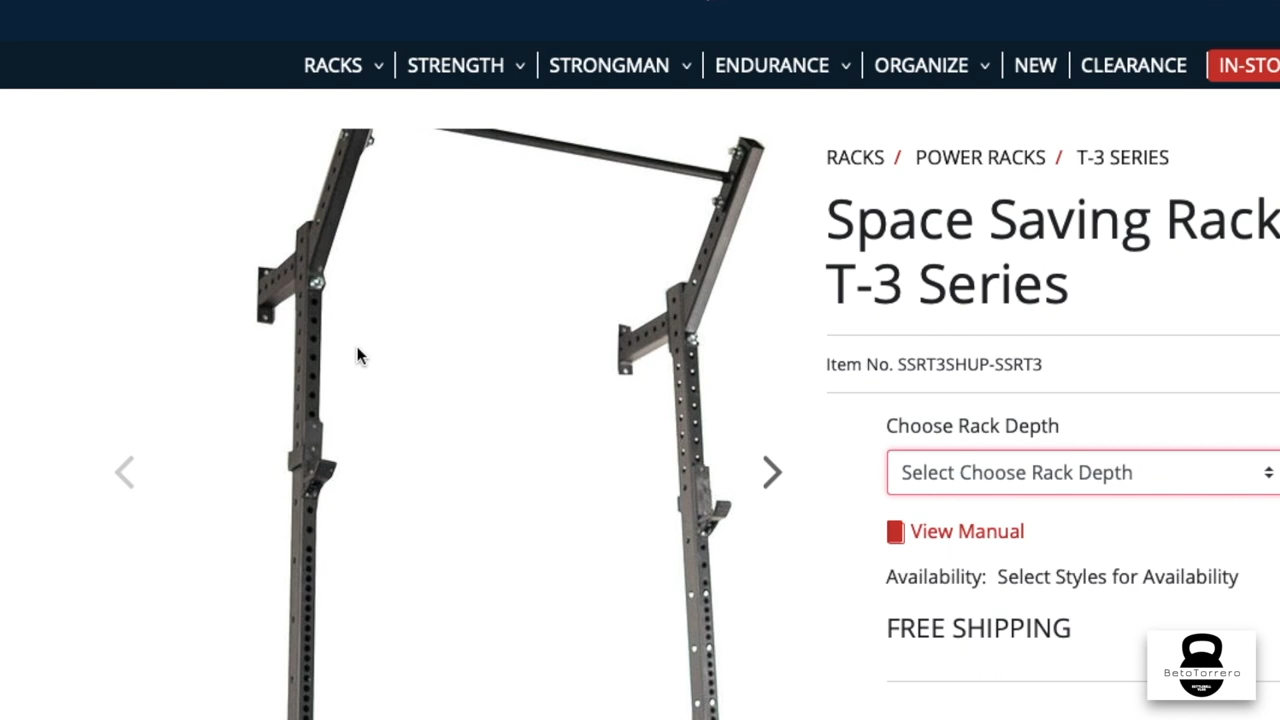 RACKS STRENGTH STRONGMAN ENDURANCE ORGANIZE NEW CLEARANCE IN-STO
RACKS / POWER RACKS / T-3 SERIES
Space Saving Rack
T-3 Series
Item No. SSRT3SHUP-SSRT3
Choose Rack Depth
Select Choose Rack Depth
View Manual
Availability: Select Styles for Availability
FREE SHIPPING
BetoTorrero